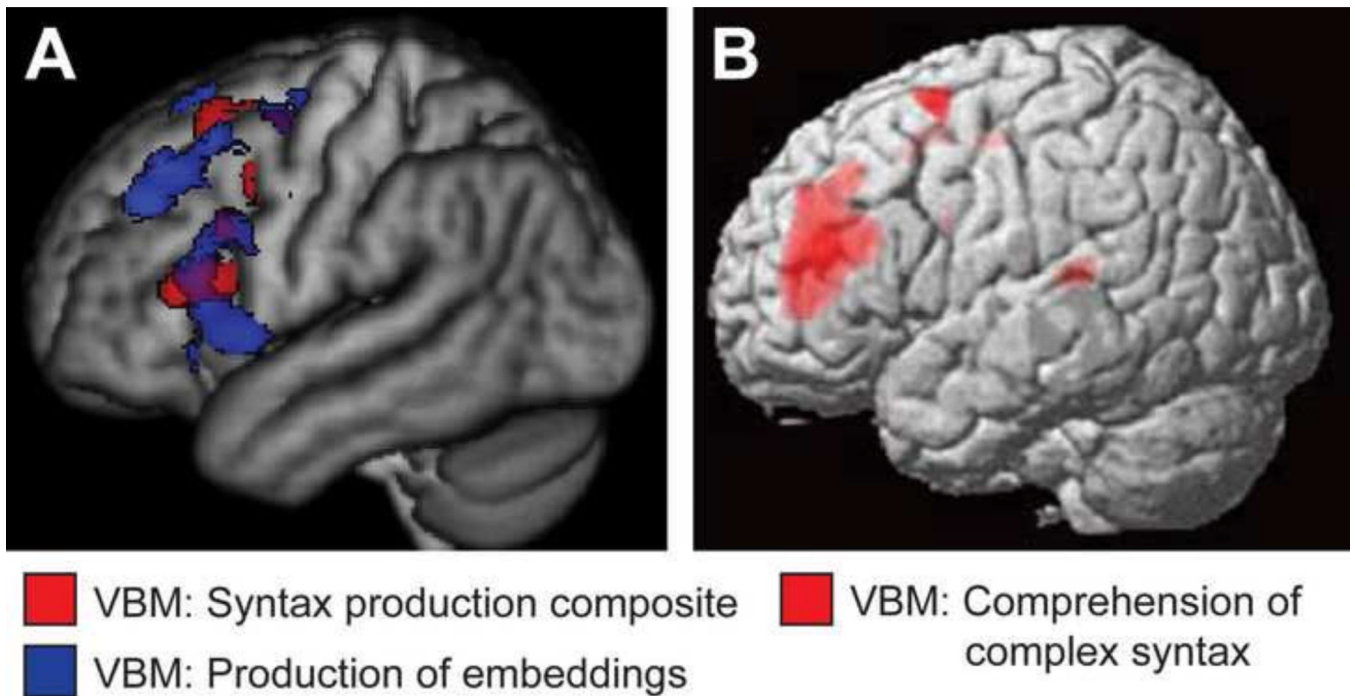 A
B
VBM: Syntax production composite
VBM: Production of embeddings
VBM: Comprehension of
complex syntax